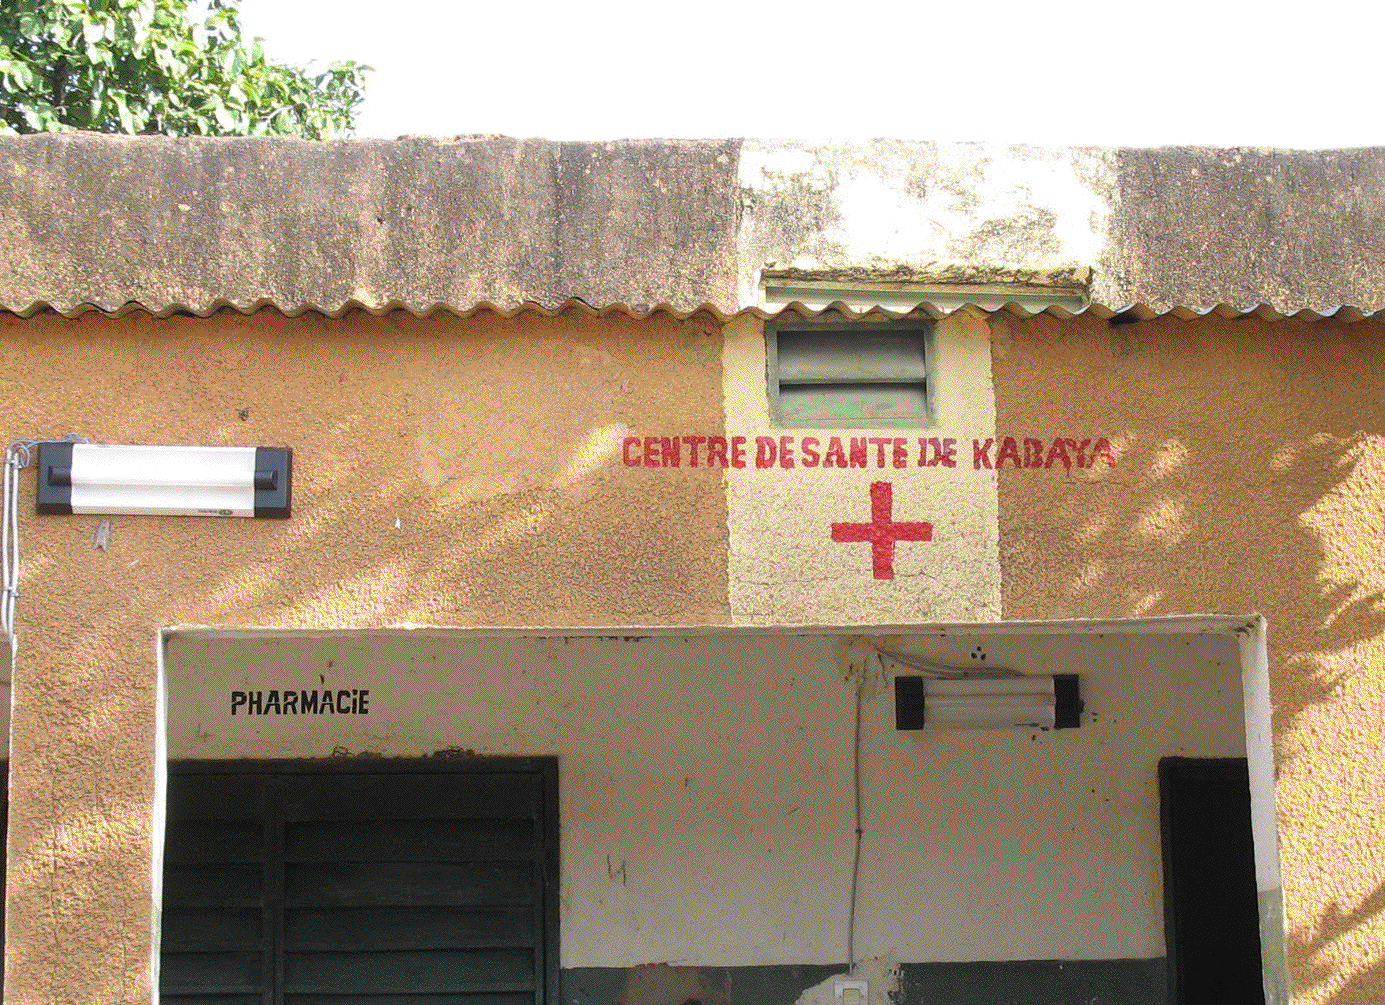 CENTRE DE SANTE DE KABAYA
PHARMACiE